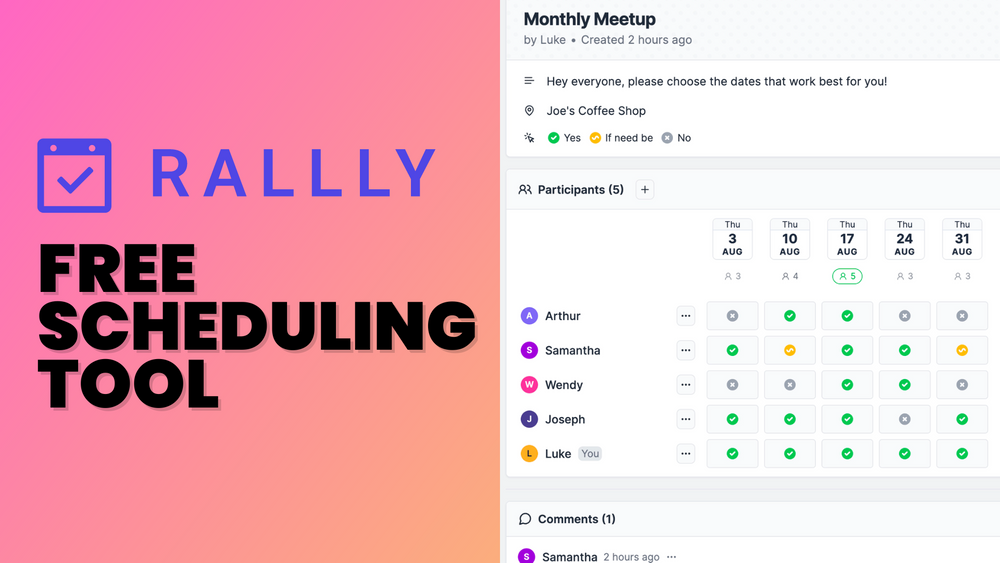 RALLLY
FREE
SCHEDULING
TOOL
Monthly Meetup
by Luke • Created 2 hours ago
Hey everyone, please choose the dates that work best for you!
Joe's Coffee Shop
Yes If need be No
Participants (5) +
Thu Thu Thu Thu Thu
3 10 17 24 31
AUG AUG AUG AUG AUG
3 4 5 3 3
A Arthur ...
S Samantha ...
W Wendy ...
J Joseph ...
L Luke You ...
Comments (1)
S Samantha 2 hours ago ...